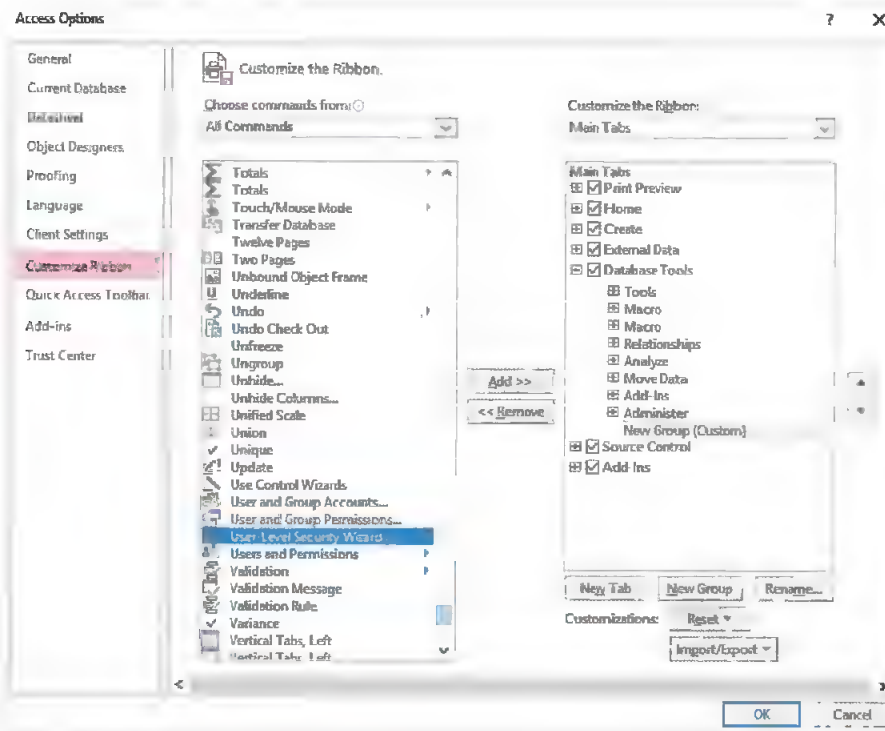 Access Options
?
X
General
Current Database
Datasheet
Object Designers
Proofing
Language
Client Settings
Customize Ribbon
Quick Access Toolbar
Add-ins
Trust Center
Customize the Ribbon.
Choose commands from:
All Commands
Totals
Totals
Touch/Mouse Mode
Transfer Database
Twelve Pages
Two Pages
Unbound Object Frame
Underline
Undo
Undo Check Out
Unfreeze
Ungroup
Unhide...
Unhide Columns...
Unified Scale
Union
Unique
Update
Use Control Wizards
User and Group Accounts...
User and Group Permissions...
User-Level Security Wizard...
Users and Permissions
Validation
Validation Message
Validation Rule
Variance
Vertical Tabs, Left
Vertical Tabs, Left
Add >>
<< Remove
Customize the Ribbon:
Main Tabs
Main Tabs
Print Preview
Home
Create
External Data
Database Tools
Tools
Macro
Macro
Relationships
Analyze
Move Data
Add-Ins
Administer
New Group (Custom)
Source Control
Add-Ins
New Tab
New Group
Rename...
Customizations:
Reset
Import/Export
OK
Cancel